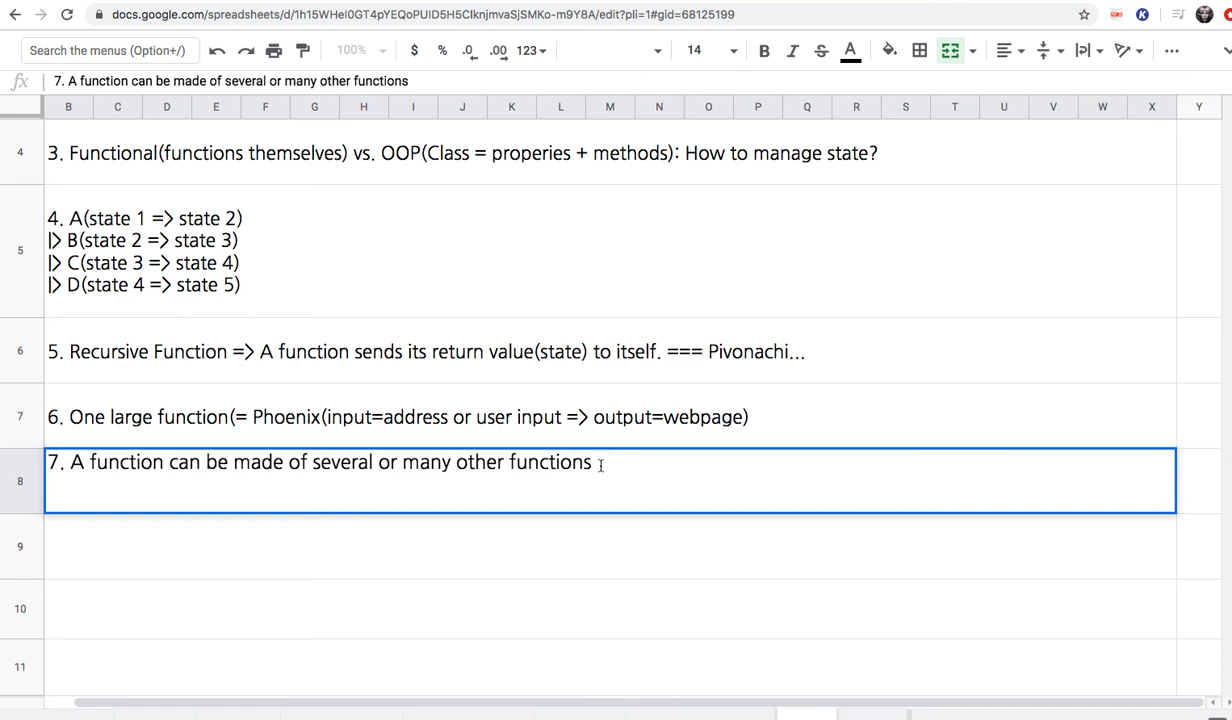 docs.google.com/spreadsheets/d/1h15WHeI0GT4pYEQoPUID5H5CIknjmvaSjSMKo-m9Y8A/edit?pli=1#gid=68125199
Search the menus (Option+/) 100% $ % .0 .00 123 14 B I S A
fx 7. A function can be made of several or many other functions
B C D E F G H I J K L M N O P Q R S T U V W X Y
4 3. Functional(functions themselves) vs. OOP(Class = properies + methods): How to manage state?
4. A(state 1 => state 2)
|> B(state 2 => state 3)
5
|> C(state 3 => state 4)
|> D(state 4 => state 5)
6 5. Recursive Function => A function sends its return value(state) to itself. === Pivonachi...
7 6. One large function(= Phoenix(input=address or user input => output=webpage)
7. A function can be made of several or many other functions
8
9
10
11